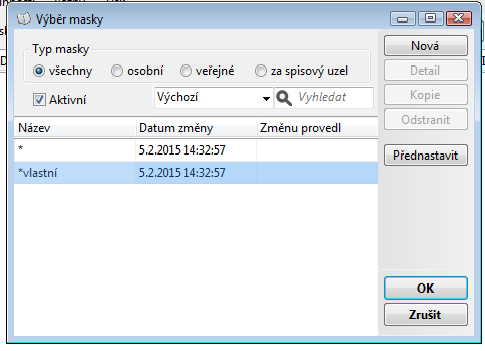 Výběr masky
Typ masky
všechny osobní veřejné za spisový uzel
Aktivní Výchozí Vyhledat
Název Datum změny Změnu provedl
* 5.2.2015 14:32:57
*vlastní 5.2.2015 14:32:57
Nová
Detail
Kopie
Odstranit
Přednastavit
OK
Zrušit